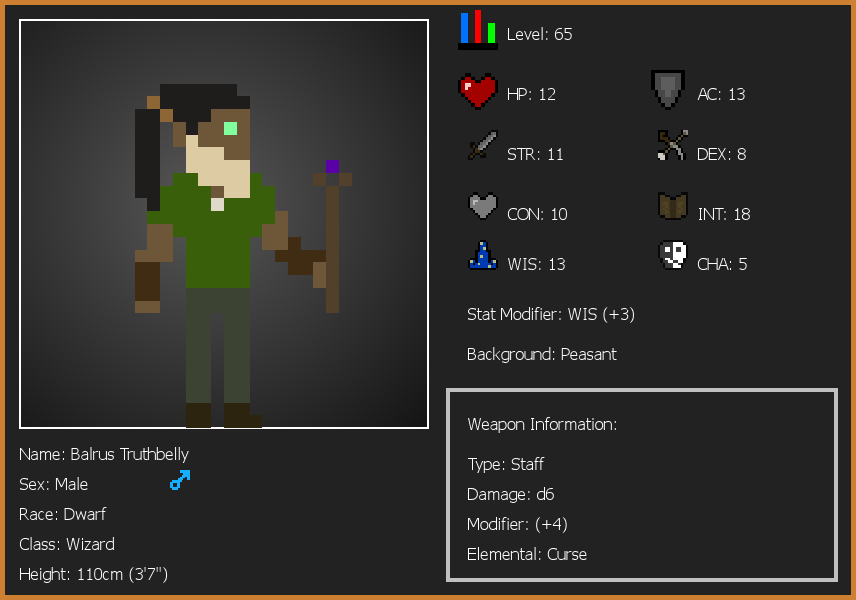 Level: 65
HP: 12
AC: 13
STR: 11
DEX: 8
CON: 10
INT: 18
WIS: 13
CHA: 5
Stat Modifier: WIS (+3)
Background: Peasant
Weapon Information:
Type: Staff
Damage: d6
Modifier: (+4)
Elemental: Curse
Name: Balrus Truthbelly
Sex: Male
Race: Dwarf
Class: Wizard
Height: 110cm (3'7")